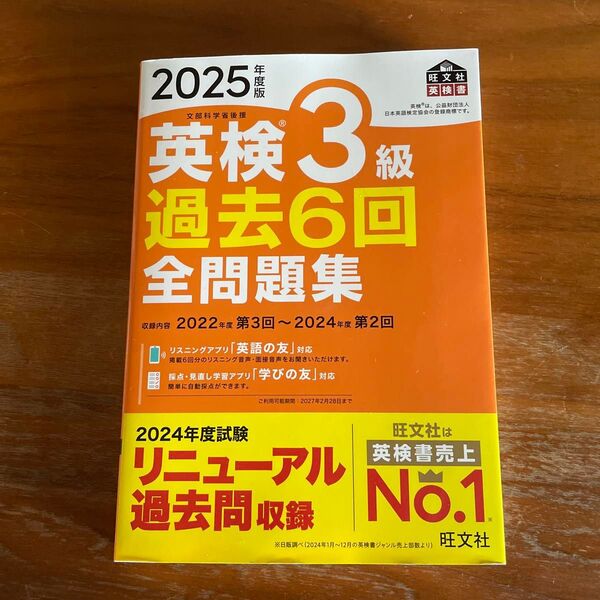 2025年度版
旺文社
英検書
英検®は、公益財団法人
日本英語検定協会の登録商標です。
文部科学省後援
英検®3級
過去6回
全問題集
収録内容 2022年度 第3回〜2024年度 第2回
リスニングアプリ「英語の友」対応
掲載6回分のリスニング音声・面接音声をお聞きいただけます。
採点・見直し学習アプリ「学びの友」対応
簡単に自動採点ができます。
ご利用可能期間:2027年2月28日まで
2024年度試験
リニューアル
過去問収録
旺文社は
英検書売上
No.1※
※日販調べ(2024年1月〜12月の英検書ジャンル売上部数より)
旺文社